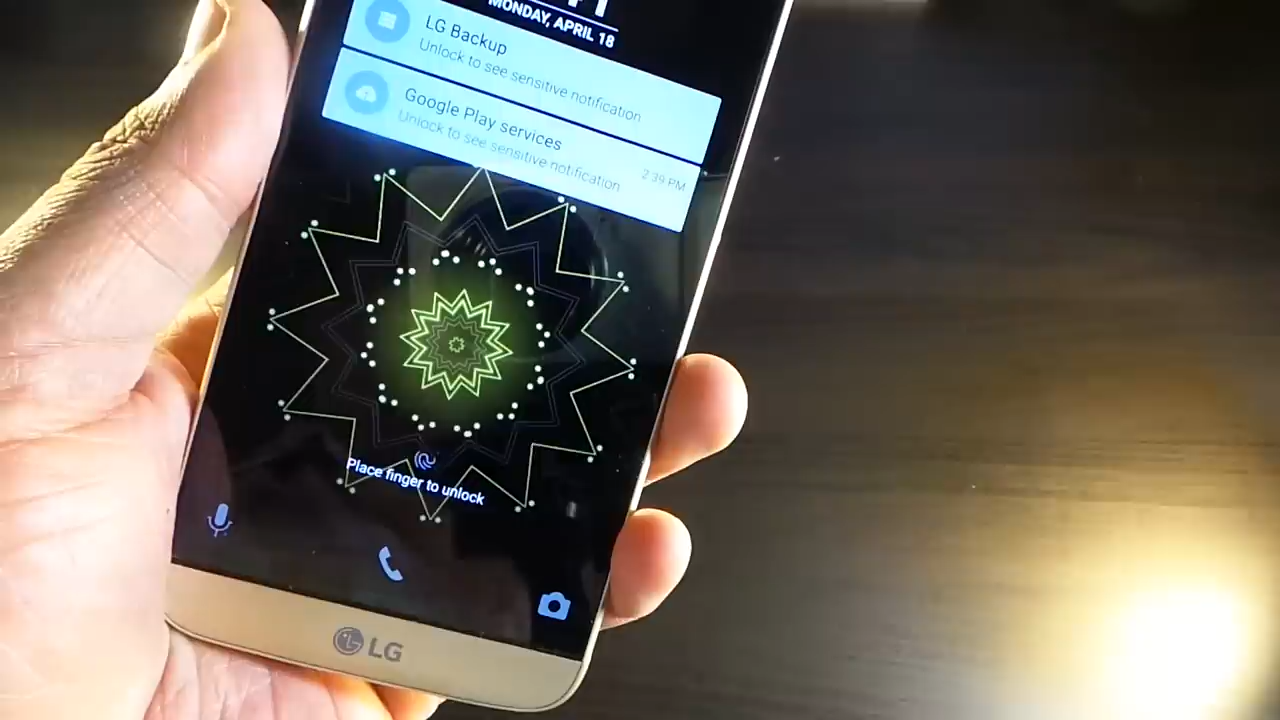 MONDAY, APRIL 18
LG Backup
Unlock to see sensitive notification
Google Play services
Unlock to see sensitive notification
2:39 PM
Place finger to unlock
LG